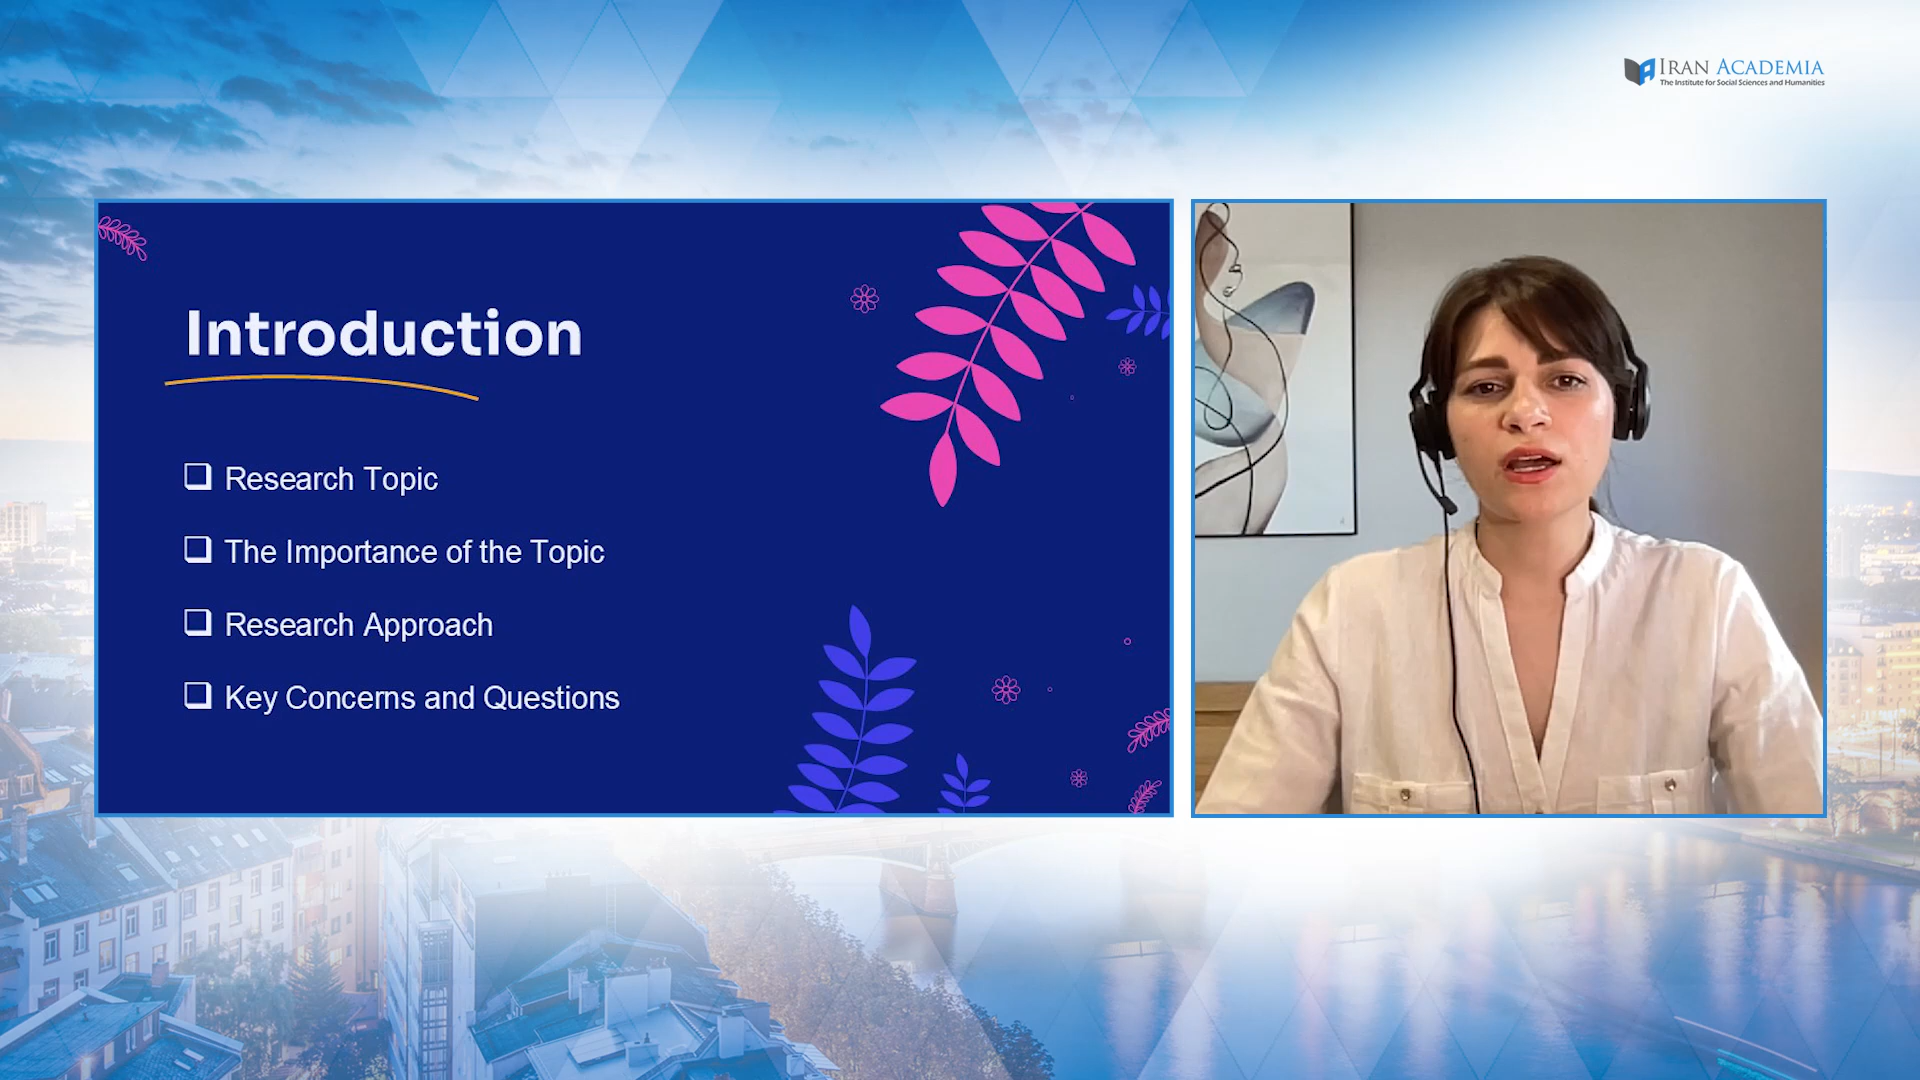 IRAN ACADEMIA
The Institute for Social Sciences and Humanities
Introduction
Research Topic
The Importance of the Topic
Research Approach
Key Concerns and Questions